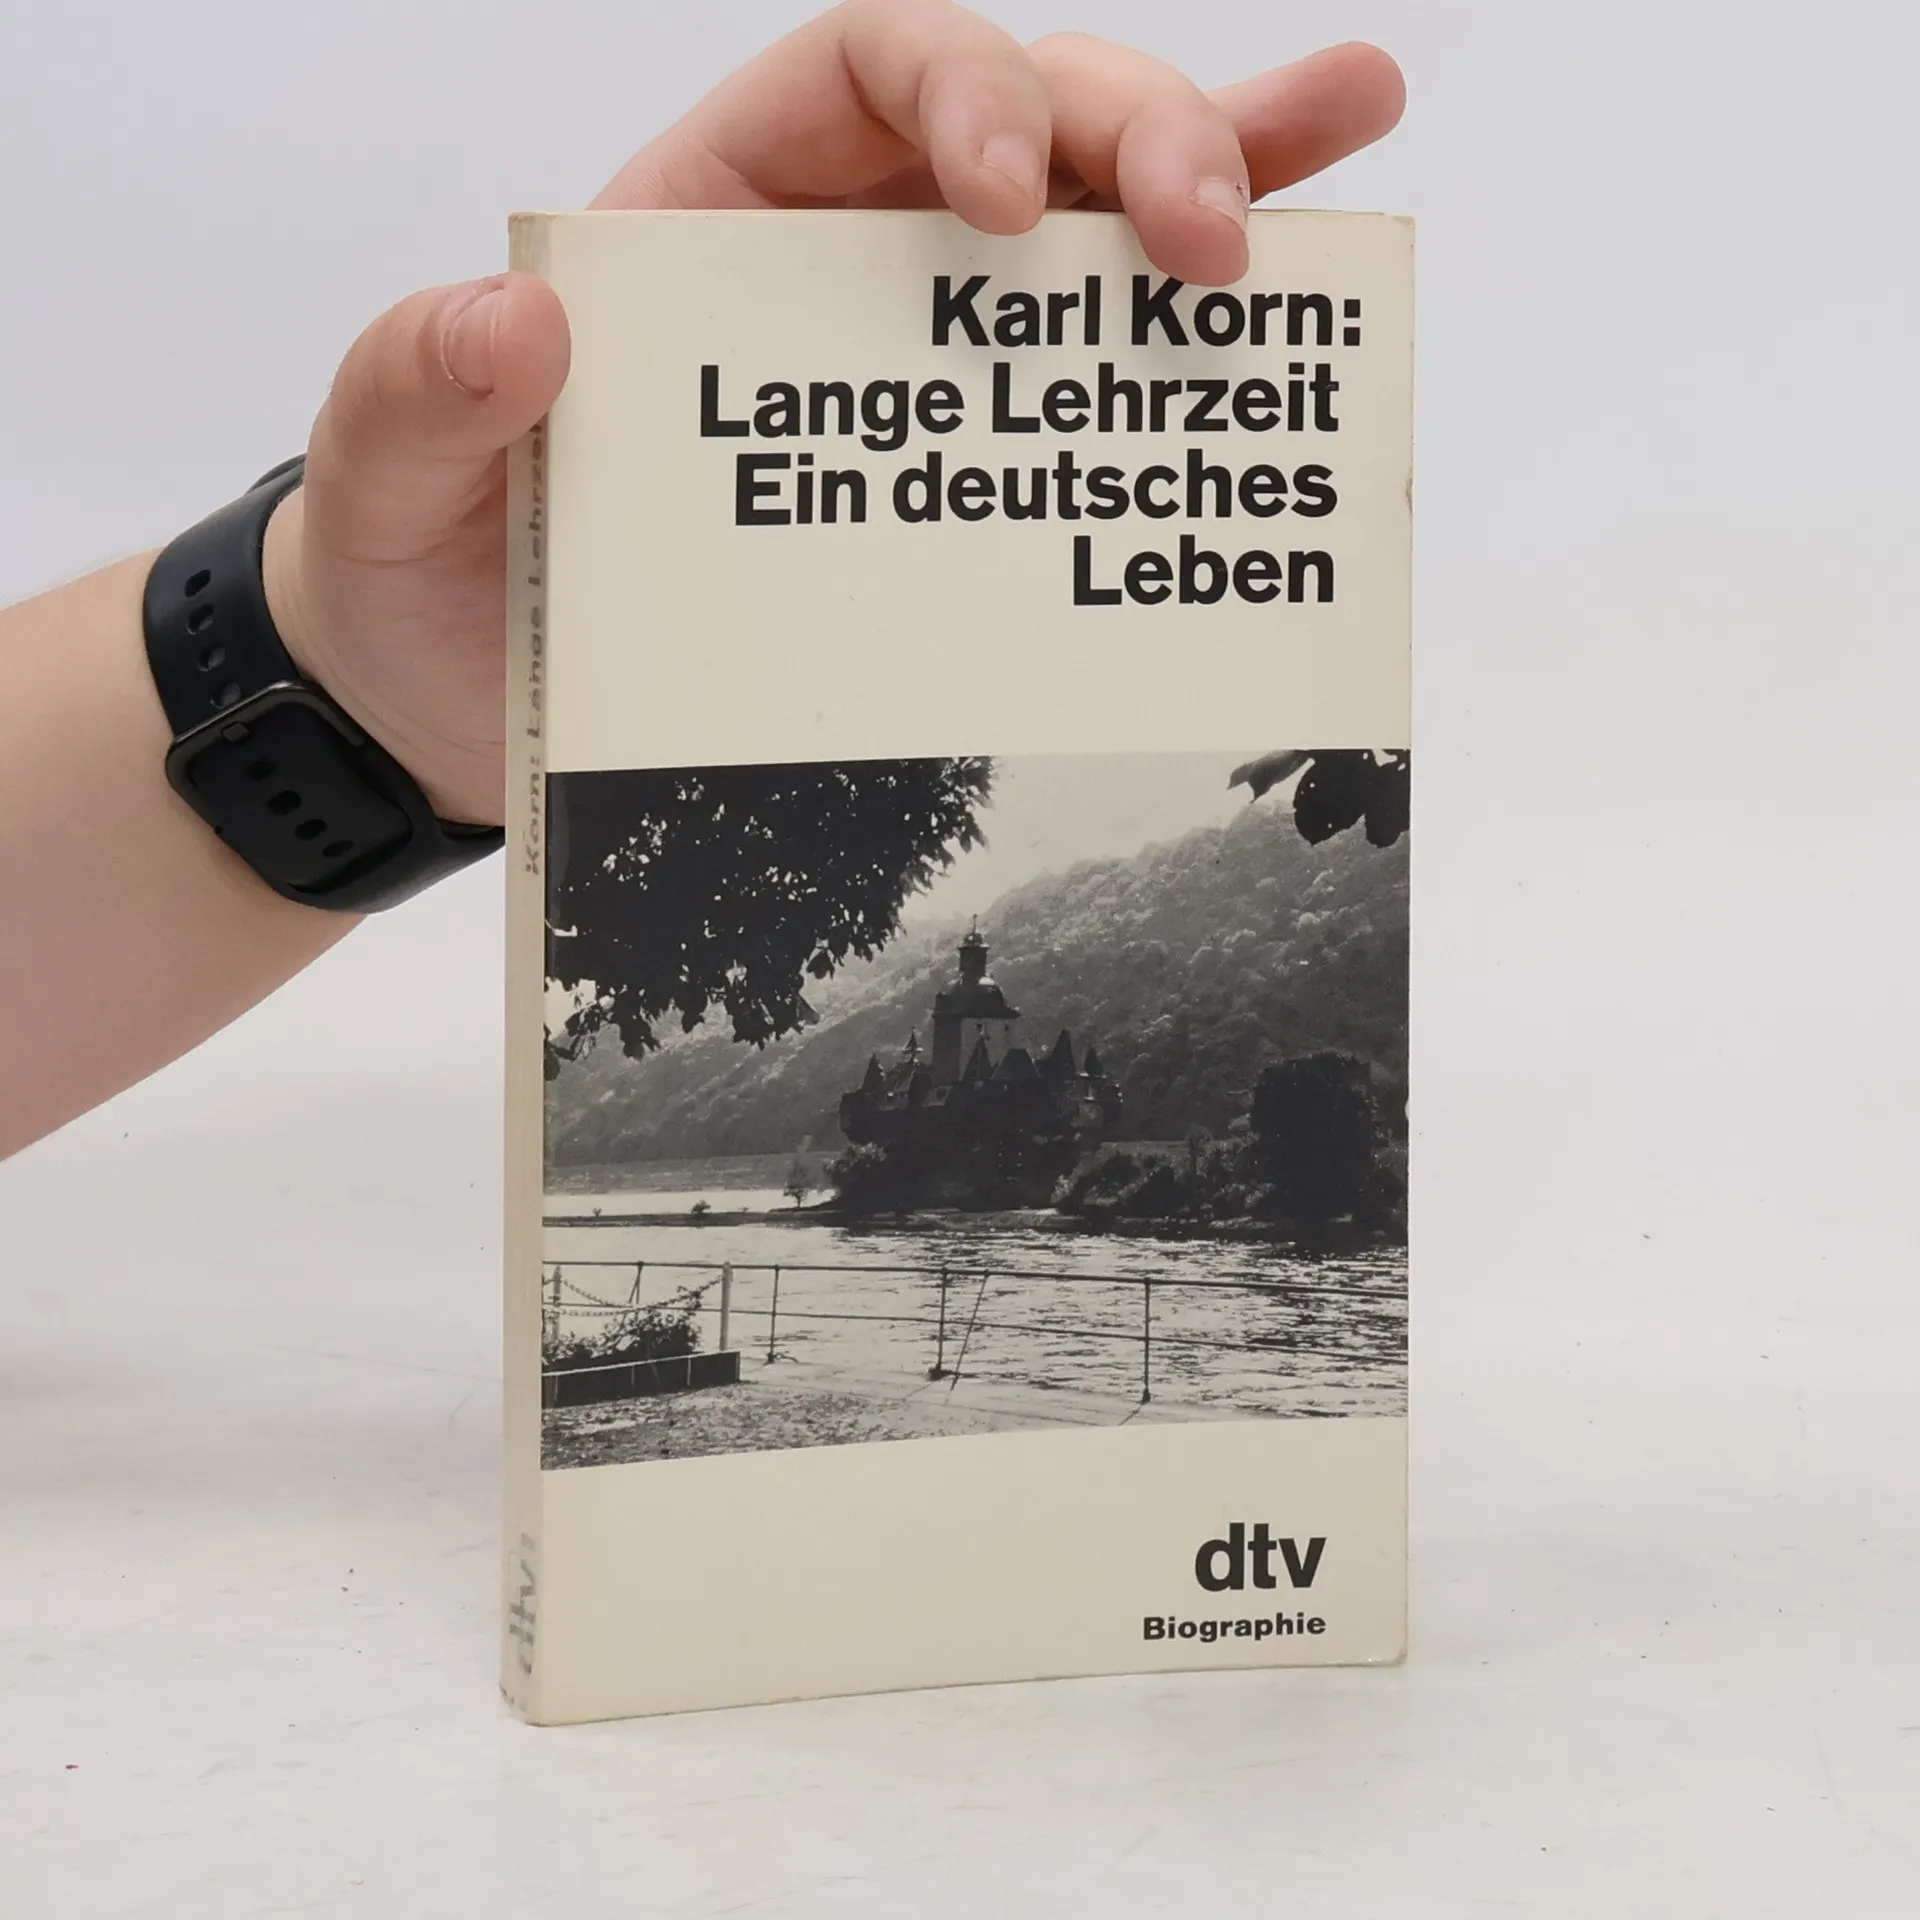 Karl Korn:
Lange Lehrzeit
Ein deutsches
Leben
dtv
Biographie
Korn: Lange Lehrzeit
dtv